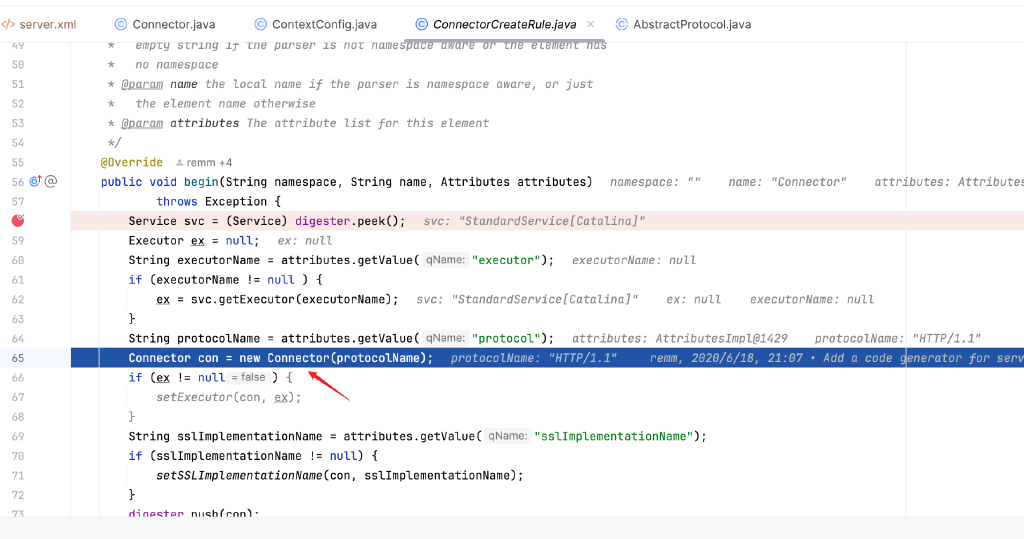 </> server.xml © Connector.java © ContextConfig.java © ConnectorCreateRule.java × © AbstractProtocol.java
49 * empty string if the parser is not namespace aware or the element has
50 * no namespace
51 * @param name the local name if the parser is namespace aware, or just
52 * the element name otherwise
53 * @param attributes The attribute list for this element
54 */
55 @Override remm +4
56 @ public void begin(String namespace, String name, Attributes attributes) namespace: "" name: "Connector" attributes: Attributes
57 throws Exception {
Service svc = (Service) digester.peek(); svc: "StandardService[Catalina]"
59 Executor ex = null; ex: null
60 String executorName = attributes.getValue( qName: "executor"); executorName: null
61 if (executorName != null ) {
62 ex = svc.getExecutor(executorName); svc: "StandardService[Catalina]" ex: null executorName: null
63 }
64 String protocolName = attributes.getValue( qName: "protocol"); attributes: AttributesImpl@1429 protocolName: "HTTP/1.1"
65 Connector con = new Connector(protocolName); protocolName: "HTTP/1.1" remm, 2020/6/18, 21:07 • Add a code generator for serv
66 if (ex != null = false ) {
67 setExecutor(con, ex);
68 }
69 String sslImplementationName = attributes.getValue( qName: "sslImplementationName");
70 if (sslImplementationName != null) {
71 setSSLImplementationName(con, sslImplementationName);
72 }
73 digester.push(con);